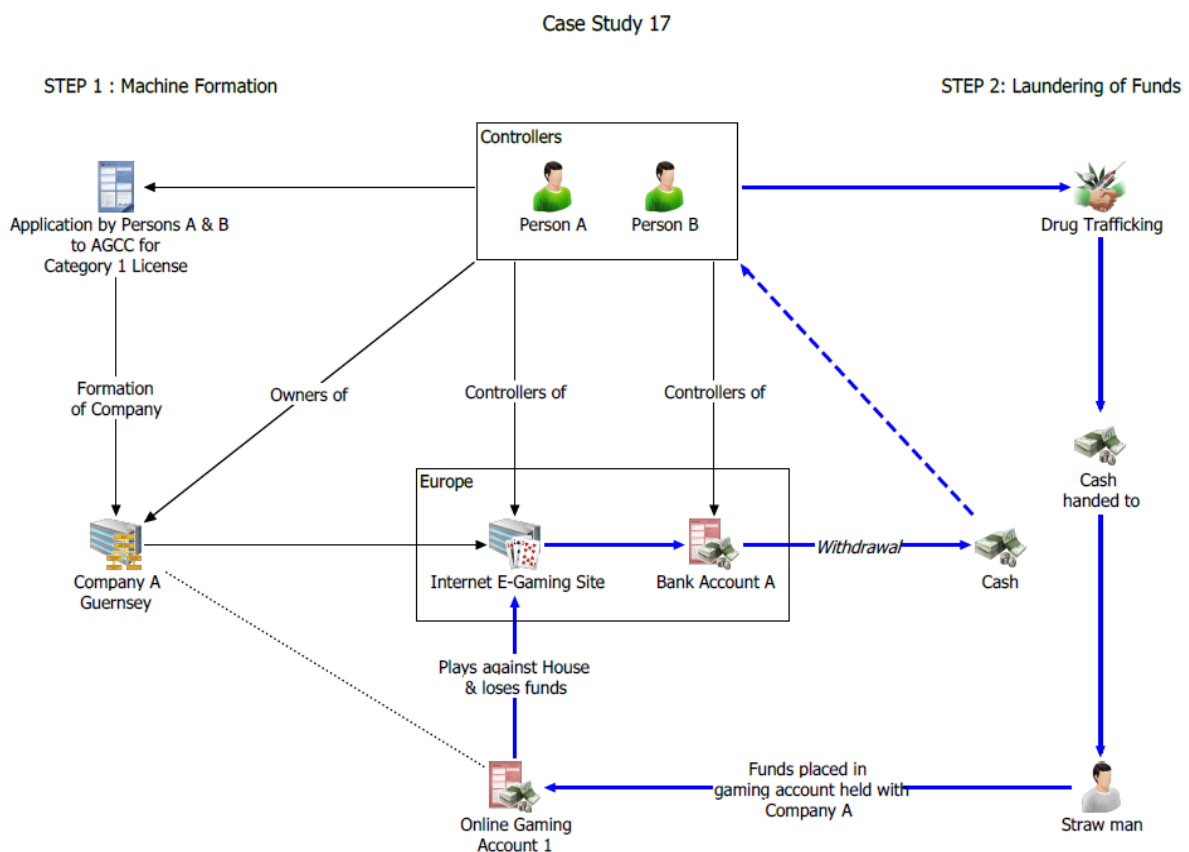 Case Study 17
STEP 1 : Machine Formation
STEP 2: Laundering of Funds
Controllers
Person A
Person B
Application by Persons A & B
to AGCC for
Category 1 License
Drug Trafficking
Formation
of Company
Owners of
Controllers of
Controllers of
Cash
handed to
Europe
Company A
Guernsey
Internet E-Gaming Site
Bank Account A
Withdrawal
Cash
Plays against House
& loses funds
Funds placed in
gaming account held with
Company A
Online Gaming
Account 1
Straw man